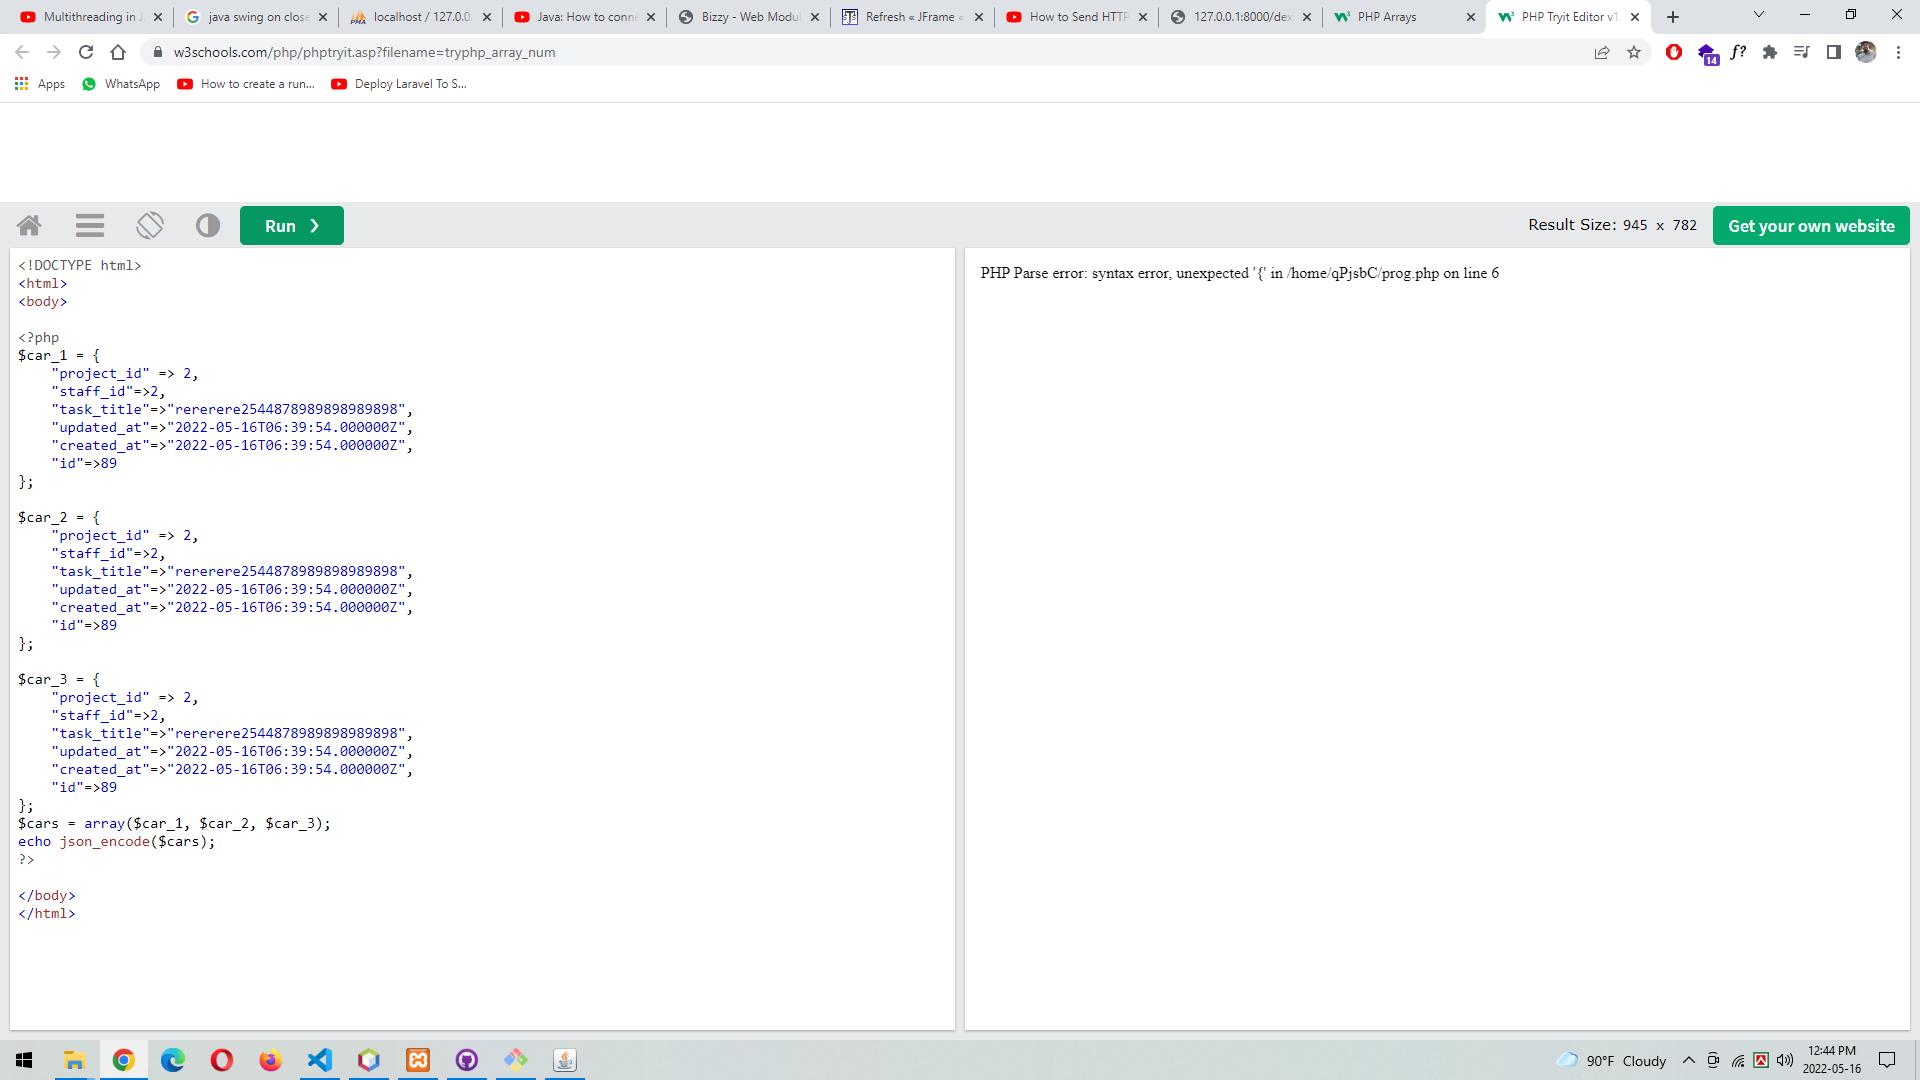 Multithreading in J
java swing on close
localhost / 127.0.0.
Java: How to conne
Bizzy - Web Modul
Refresh « JFrame «
How to Send HTTP
127.0.0.1:8000/dex
PHP Arrays
PHP Tryit Editor v1.
w3schools.com/php/phptryit.asp?filename=tryphp_array_num
14
f?
Apps
WhatsApp
How to create a run...
Deploy Laravel To S...
Run ❯
Result Size: 945 x 782
Get your own website
<!DOCTYPE html>
<html>
<body>
<?php
$car_1 = {
"project_id" => 2,
"staff_id"=>2,
"task_title"=>"rererere2544878989898989898",
"updated_at"=>"2022-05-16T06:39:54.000000Z",
"created_at"=>"2022-05-16T06:39:54.000000Z",
"id"=>89
};
$car_2 = {
"project_id" => 2,
"staff_id"=>2,
"task_title"=>"rererere2544878989898989898",
"updated_at"=>"2022-05-16T06:39:54.000000Z",
"created_at"=>"2022-05-16T06:39:54.000000Z",
"id"=>89
};
$car_3 = {
"project_id" => 2,
"staff_id"=>2,
"task_title"=>"rererere2544878989898989898",
"updated_at"=>"2022-05-16T06:39:54.000000Z",
"created_at"=>"2022-05-16T06:39:54.000000Z",
"id"=>89
};
$cars = array($car_1, $car_2, $car_3);
echo json_encode($cars);
?>
</body>
</html>
PHP Parse error: syntax error, unexpected '{' in /home/qPjsbC/prog.php on line 6
90°F Cloudy
12:44 PM
2022-05-16